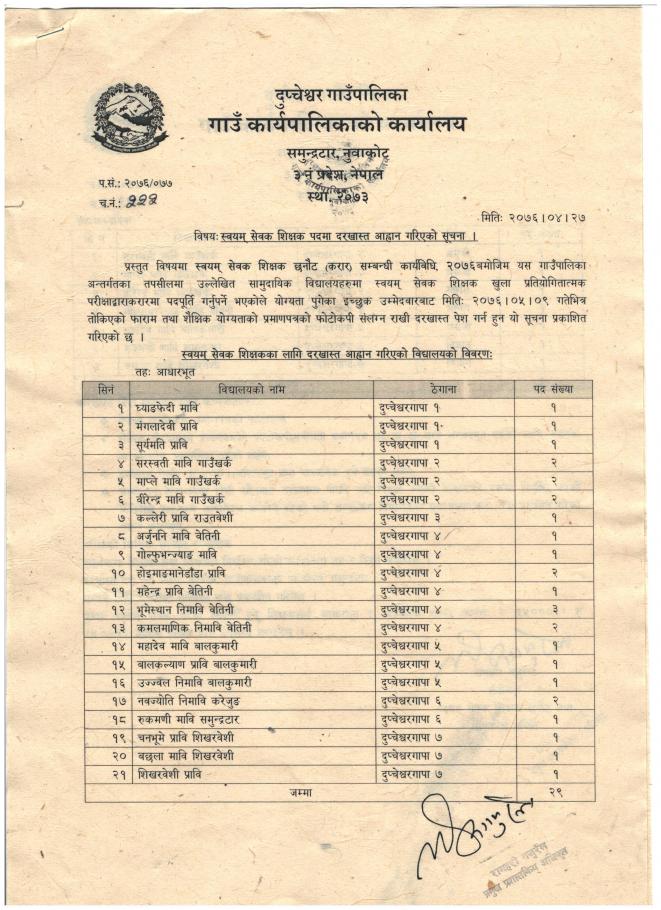 दुप्चेश्वर गाउँपालिका
गाउँ कार्यपालिकाको कार्यालय
समुन्द्रटार, नुवाकोट
३ नं प्रदेश, नेपाल
स्था. २०७३
प.सं.: २०७६/०७७
च.नं.: २२२
मितिः २०७६।०४।२७
विषयः स्वयम् सेवक शिक्षक पदमा दरखास्त आह्वान गरिएको सूचना ।
प्रस्तुत विषयमा स्वयम् सेवक शिक्षक छनौट (करार) सम्बन्धी कार्यविधि, २०७६बमोजिम यस गाउँपालिका
अन्तर्गतका तपसीलमा उल्लेखित सामुदायिक विद्यालयहरुमा स्वयम् सेवक शिक्षक खुला प्रतियोगितात्मक
परीक्षाद्वाराकरारमा पदपूर्ति गर्नुपर्ने भएकोले योग्यता पुगेका इच्छुक उम्मेदवारबाट मितिः २०७६।०५।०९ गतेभित्र
तोकिएको फाराम तथा शैक्षिक योग्यताको प्रमाणपत्रको फोटोकपी संलग्न राखी दरखास्त पेश गर्न हुन यो सूचना प्रकाशित
गरिएको छ ।
स्वयम् सेवक शिक्षकका लागि दरखास्त आह्वान गरिएको विद्यालयको विवरणः
तहः आधारभूत
सिनं विद्यालयको नाम ठेगाना पद संख्या
१ घ्याङफेदी मावि दुप्चेश्वरगापा १ १
२ मंगलादेवी प्रावि दुप्चेश्वरगापा १ १
३ सूर्यमति प्रावि दुप्चेश्वरगापा १ १
४ सरस्वती मावि गाउँखर्क दुप्चेश्वरगापा २ २
५ माप्ले मावि गाउँखर्क दुप्चेश्वरगापा २ २
६ बीरेन्द्र मावि गाउँखर्क दुप्चेश्वरगापा २ २
७ कल्लेरी प्रावि राउतवेशी दुप्चेश्वरगापा ३ १
८ अर्जुननि मावि बेतिनी दुप्चेश्वरगापा ४ १
९ गोल्फुभन्ज्याङ मावि दुप्चेश्वरगापा ४ १
१० होइमाङमानेडाँडा प्रावि दुप्चेश्वरगापा ४ २
११ महेन्द्र प्रावि बेतिनी दुप्चेश्वरगापा ४ १
१२ भूमेस्थान निमावि बेतिनी दुप्चेश्वरगापा ४ ३
१३ कमलमाणिक निमावि बेतिनी दुप्चेश्वरगापा ४ २
१४ महादेव मावि बालकुमारी दुप्चेश्वरगापा ५ १
१५ बालकल्याण प्रावि बालकुमारी दुप्चेश्वरगापा ५ १
१६ उज्ज्वल निमावि बालकुमारी दुप्चेश्वरगापा ५ १
१७ नवज्योति निमावि करेजुङ दुप्चेश्वरगापा ६ २
१८ रुकमणी मावि समुन्द्रटार दुप्चेश्वरगापा ६ १
१९ चनभूमे प्रावि शिखरवेशी दुप्चेश्वरगापा ७ १
२० बछला मावि शिखरवेशी दुप्चेश्वरगापा ७ १
२१ शिखरवेशी प्रावि दुप्चेश्वरगापा ७ १
जम्मा २९
प्रमुख प्रशासकिय अधिकृत